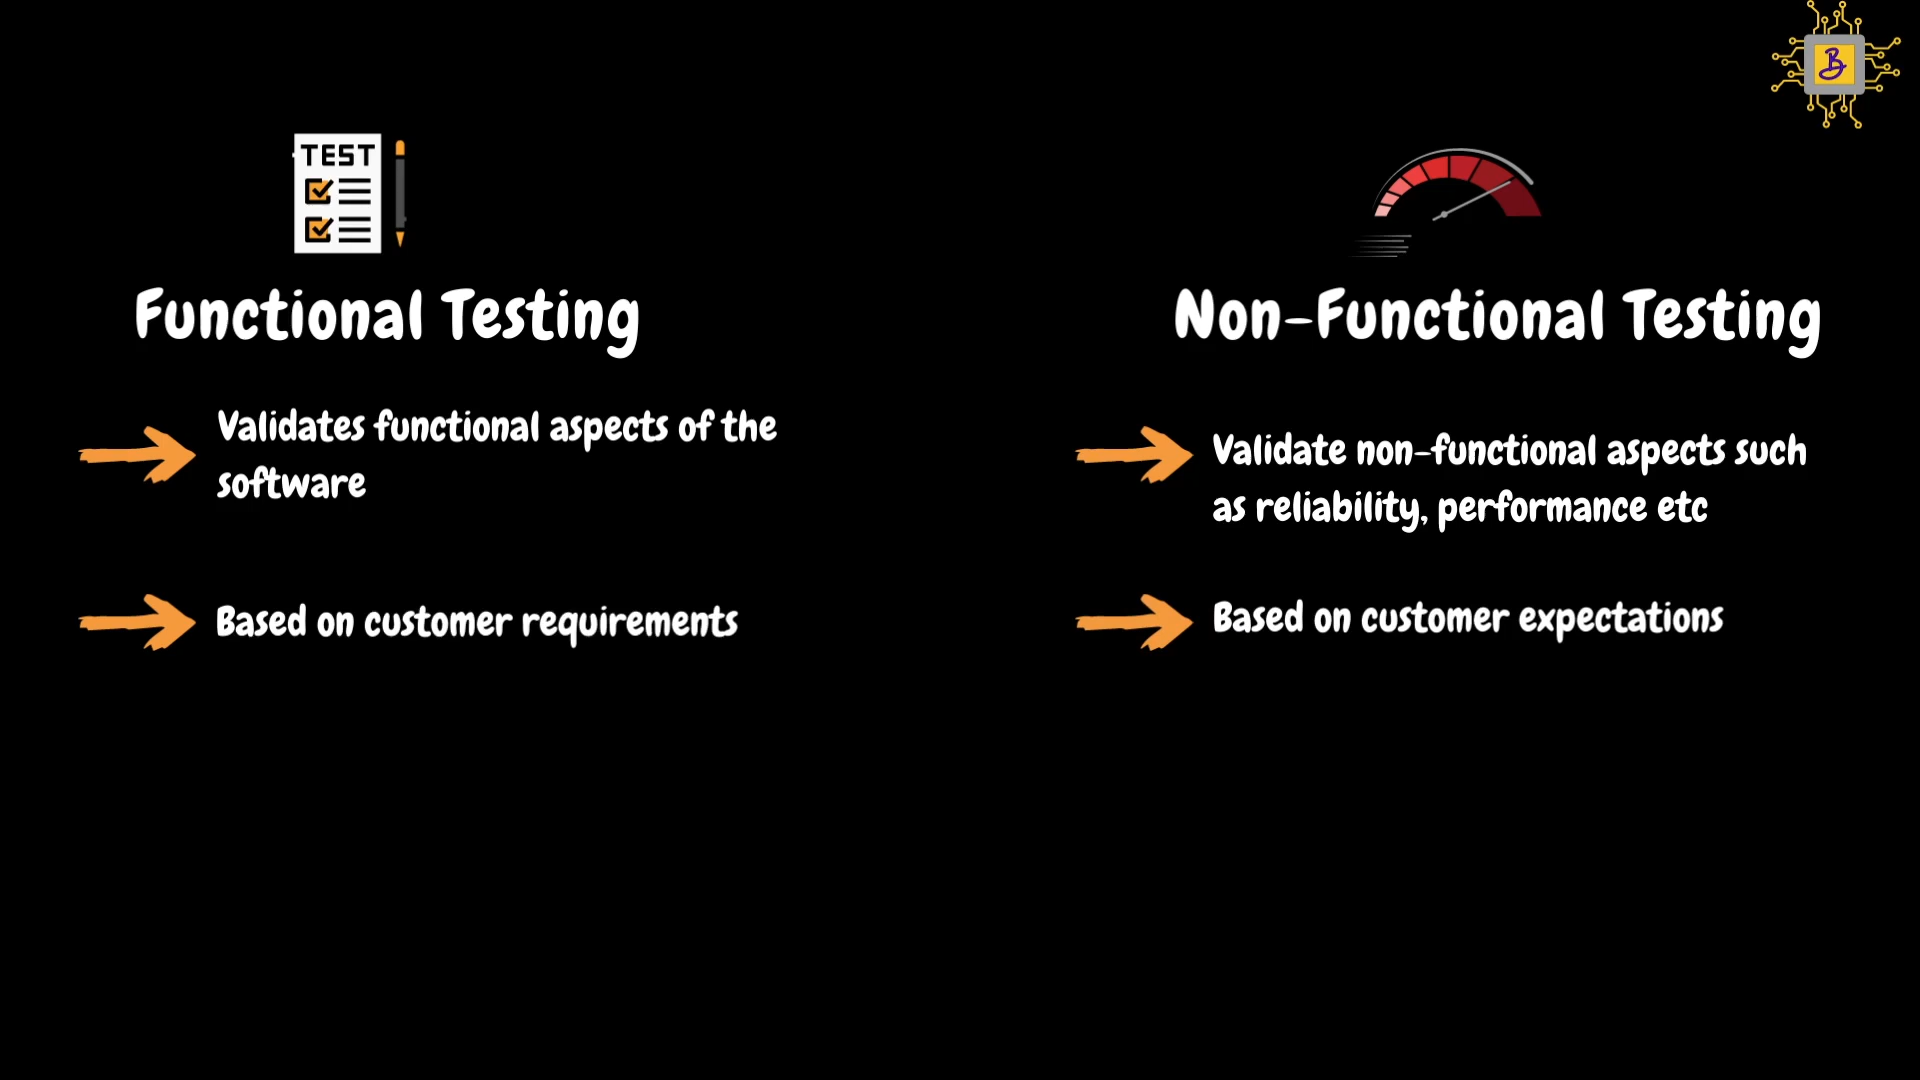 B
TEST
Functional Testing
Validates functional aspects of the
software
Based on customer requirements
Non-Functional Testing
Validate non-functional aspects such
as reliability, performance etc
Based on customer expectations